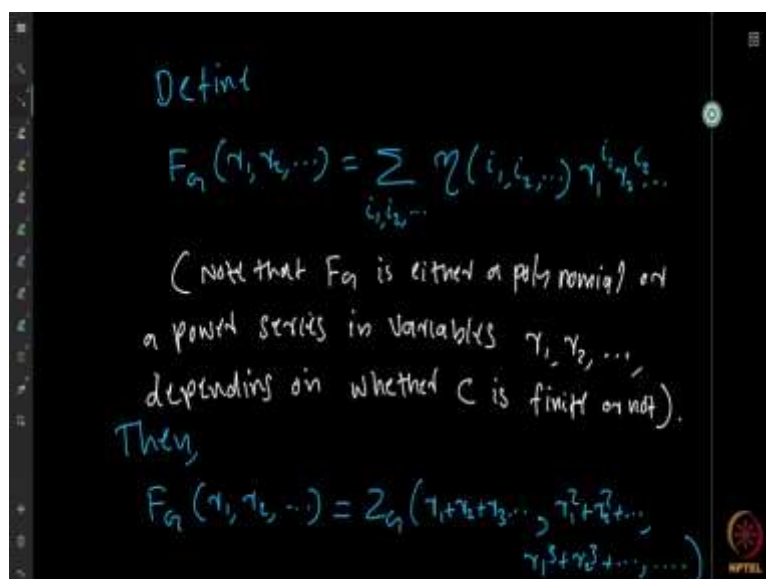 Define
F_G (r_1, r_2, ...) = Σ_{i_1, i_2, ...} η(i_1, i_2, ...) r_1^{i_1} r_2^{i_2} ...
(Note that F_G is either a polynomial or
a power series in variables r_1, r_2, ...,
depending on whether C is finite or not).
Then,
F_G (r_1, r_2, ...) = Z_G (r_1+r_2+r_3..., r_1^2+r_2^2+...,
r_1^3+r_2^3+..., ....)
NPTEL